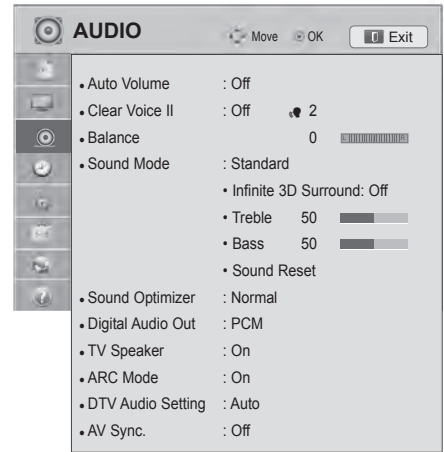 AUDIO Move OK Exit
• Auto Volume : Off
• Clear Voice II : Off 2
• Balance 0 L R
• Sound Mode : Standard
• Infinite 3D Surround: Off
• Treble 50
• Bass 50
• Sound Reset
• Sound Optimizer : Normal
• Digital Audio Out : PCM
• TV Speaker : On
• ARC Mode : On
• DTV Audio Setting : Auto
• AV Sync. : Off